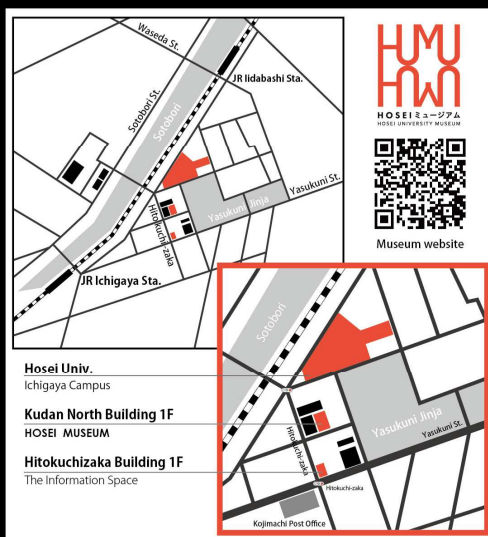 Waseda St.
JR Iidabashi Sta.
Sotobori St.
Sotobori
Yasukuni St.
Yasukuni Jinja
Hitokuchi-zaka
JR Ichigaya Sta.
HOSEIミュージアム
HOSEI UNIVERSITY MUSEUM
Museum website
Hosei Univ.
Ichigaya Campus
Kudan North Building 1F
HOSEI MUSEUM
Hitokuchizaka Building 1F
The Information Space
Sotobori
Yasukuni Jinja
Yasukuni St.
Hitokuchi-zaka
Hitokuchi-zaka
Kojimachi Post Office